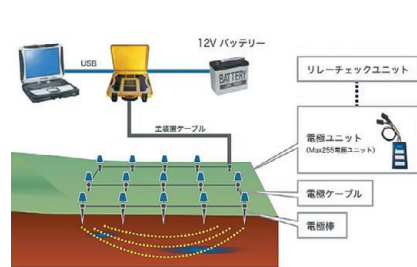 12V バッテリー
USB
BATTERY
リレーチェックユニット
主装置ケーブル
電極ユニット
(Max255電極ユニット)
電極ケーブル
電極棒